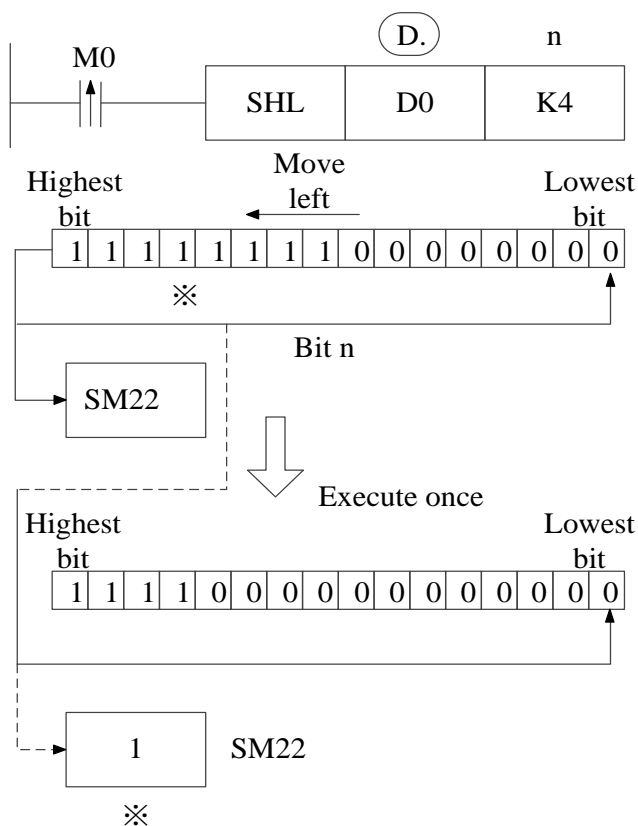 D. n
M0
SHL D0 K4
Move
left
Highest
bit
Lowest
bit
1 1 1 1 1 1 1 1 0 0 0 0 0 0 0 0
※
Bit n
SM22
Execute once
Highest
bit
Lowest
bit
1 1 1 1 0 0 0 0 0 0 0 0 0 0 0 0
1 SM22
※